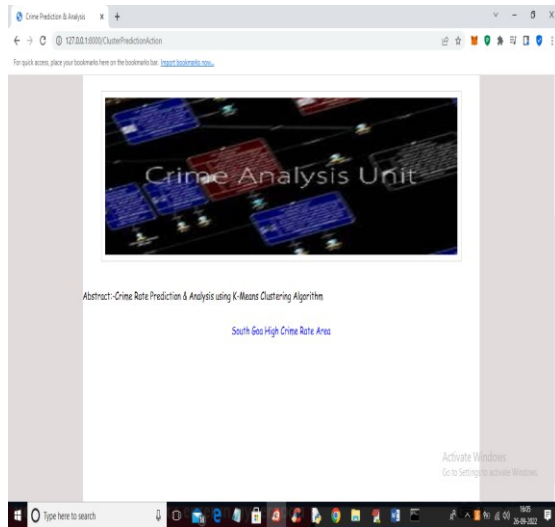 Crime Prediction & Analysis
127.0.0.1:8000/ClusterPredictionAction
For quick access, place your bookmarks here on the bookmarks bar. Import bookmarks now...
Crime Analysis Unit
Abstract:-Crime Rate Prediction & Analysis using K-Means Clustering Algorithm
South Goa High Crime Rate Area
Activate Windows
Go to Settings to activate Windows.
Type here to search
16:05
26-09-2022